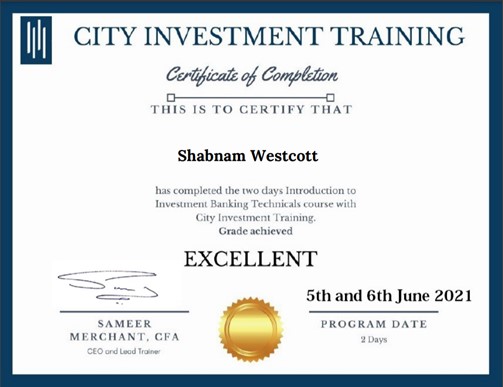 CITY INVESTMENT TRAINING
Certificate of Completion
THIS IS TO CERTIFY THAT
Shabnam Westcott
has completed the two days Introduction to
Investment Banking Technicals course with
City Investment Training.
Grade achieved
EXCELLENT
5th and 6th June 2021
SAMEER
MERCHANT, CFA
CEO and Lead Trainer
PROGRAM DATE
2 Days